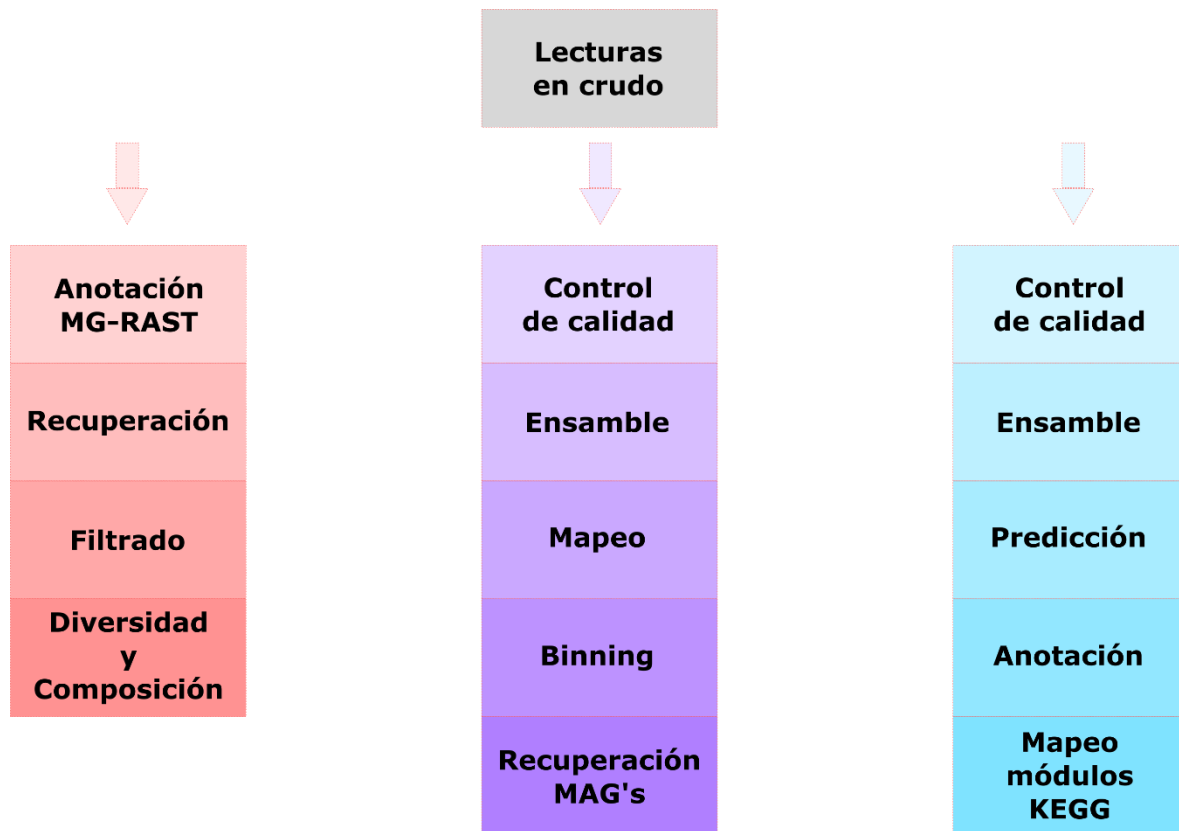 Lecturas
en crudo
Anotación
MG-RAST
Recuperación
Filtrado
Diversidad
y
Composición
Control
de calidad
Ensamble
Mapeo
Binning
Recuperación
MAG's
Control
de calidad
Ensamble
Predicción
Anotación
Mapeo
módulos
KEGG